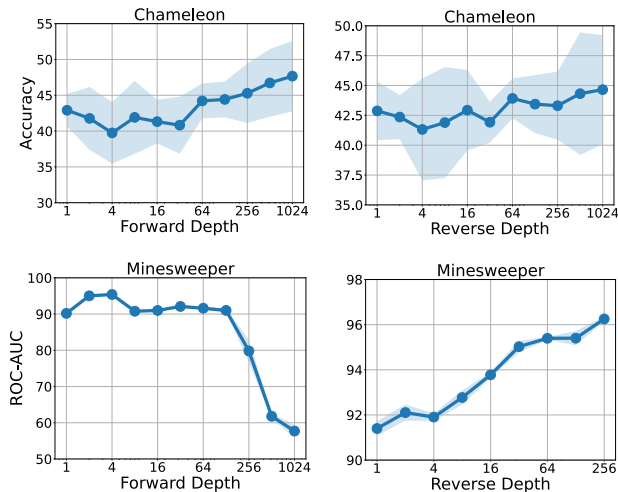 Chameleon
Accuracy
55
50
45
40
35
30
1 4 16 64 256 1024
Forward Depth
Chameleon
50.0
47.5
45.0
42.5
40.0
37.5
35.0
1 4 16 64 256 1024
Reverse Depth
Minesweeper
ROC-AUC
100
90
80
70
60
50
1 4 16 64 256 1024
Forward Depth
Minesweeper
98
96
94
92
90
1 4 16 64 256
Reverse Depth